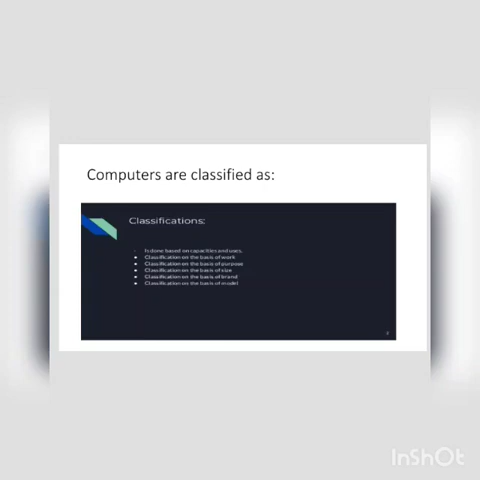 Computers are classified as:
Classifications:
- Is done based on capacities and uses.
● Classification on the basis of work
● Classification on the basis of purpose
● Classification on the basis of size
● Classification on the basis of brand
● Classification on the basis of model
InShOt